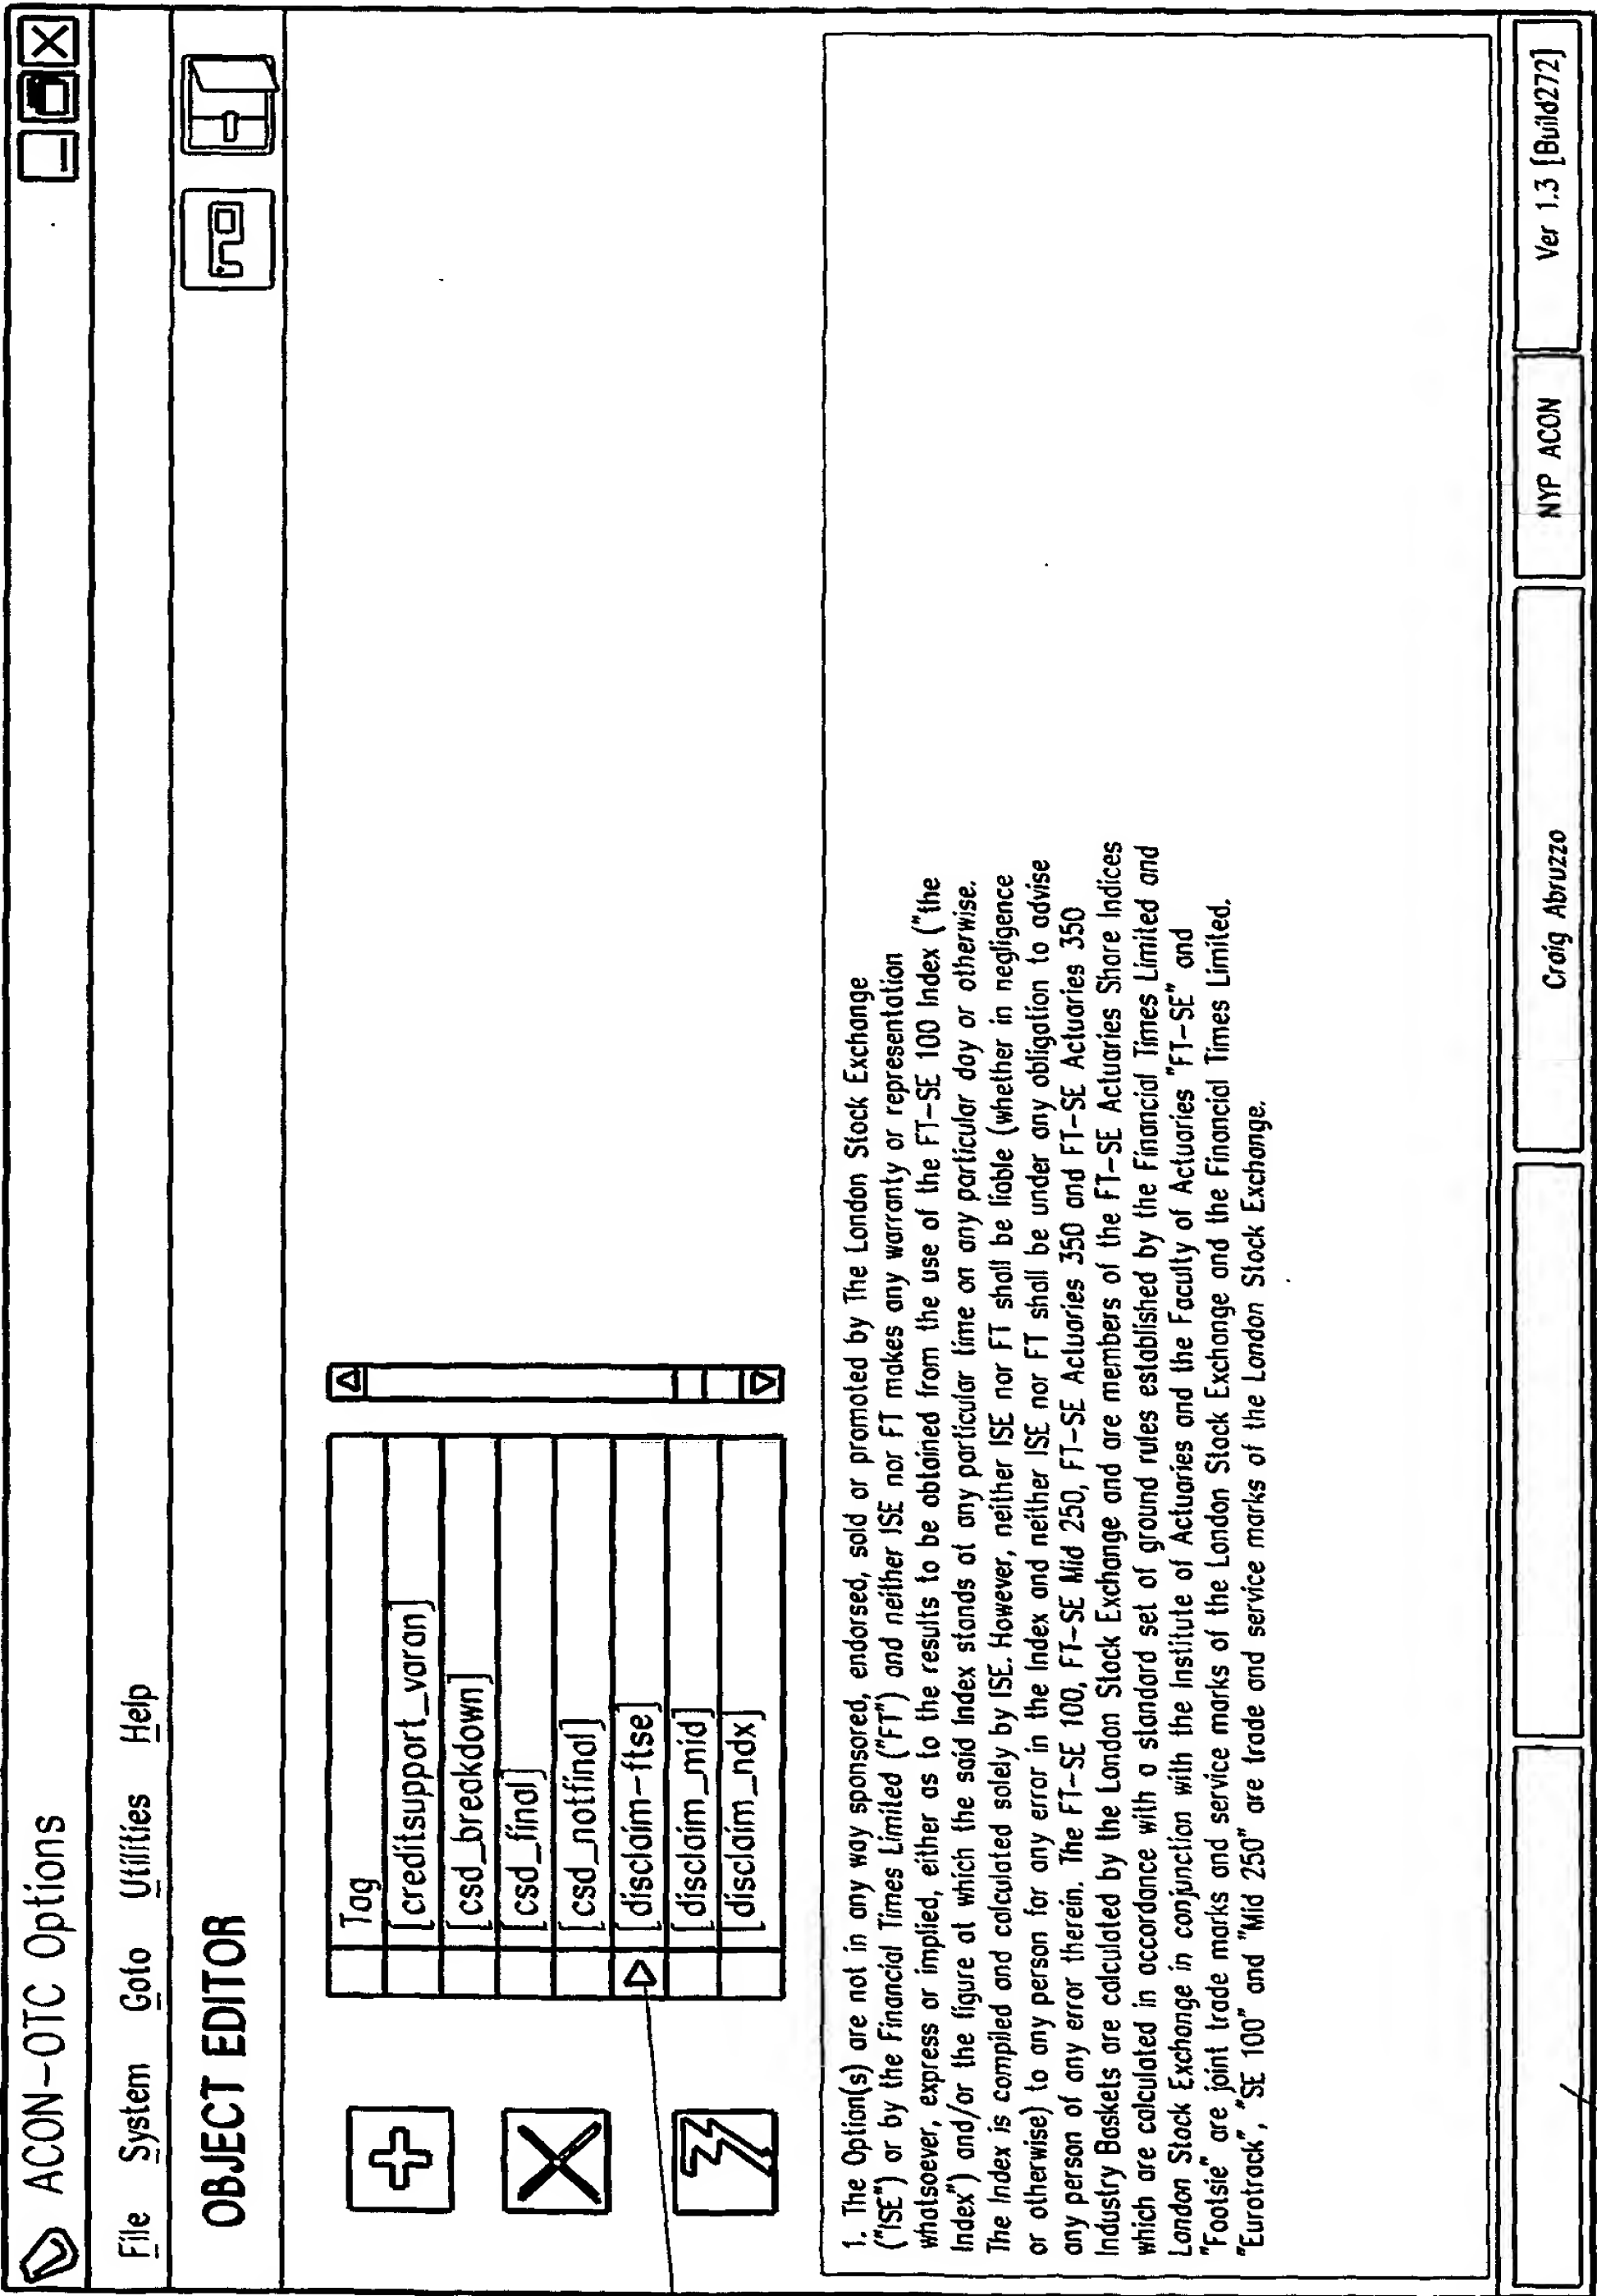 ACON-OTC Options
File System Goto Utilities Help
OBJECT EDITOR
Tag
[creditsupport_varan]
[csd_breakdown]
[csd_final]
[csd_notfinal]
[disclaim-ftse]
[disclaim_mid]
[disclaim_ndx]
1. The Option(s) are not in any way sponsored, endorsed, sold or promoted by The London Stock Exchange
("ISE") or by the Financial Times Limited ("FT") and neither ISE nor FT makes any warranty or representation
whatsoever, express or implied, either as to the results to be obtained from the use of the FT-SE 100 Index ("the
Index") and/or the figure at which the said Index stands at any particular time on any particular day or otherwise.
The Index is compiled and calculated solely by ISE. However, neither ISE nor FT shall be liable (whether in negligence
or otherwise) to any person for any error in the Index and neither ISE nor FT shall be under any obligation to advise
any person of any error therein. The FT-SE 100, FT-SE Mid 250, FT-SE Actuaries 350 and FT-SE Actuaries 350
Industry Baskets are calculated by the London Stock Exchange and are members of the FT-SE Actuaries Share Indices
which are calculated in accordance with a standard set of ground rules established by the Financial Times Limited and
London Stock Exchange in conjunction with the Institute of Actuaries and the Faculty of Actuaries "FT-SE" and
"Footsie" are joint trade marks and service marks of the London Stock Exchange and the Financial Times Limited.
"Eurotrack", "SE 100" and "Mid 250" are trade and service marks of the London Stock Exchange.
Craig Abruzzo
NYP ACON
Ver 1.3 [Build272]